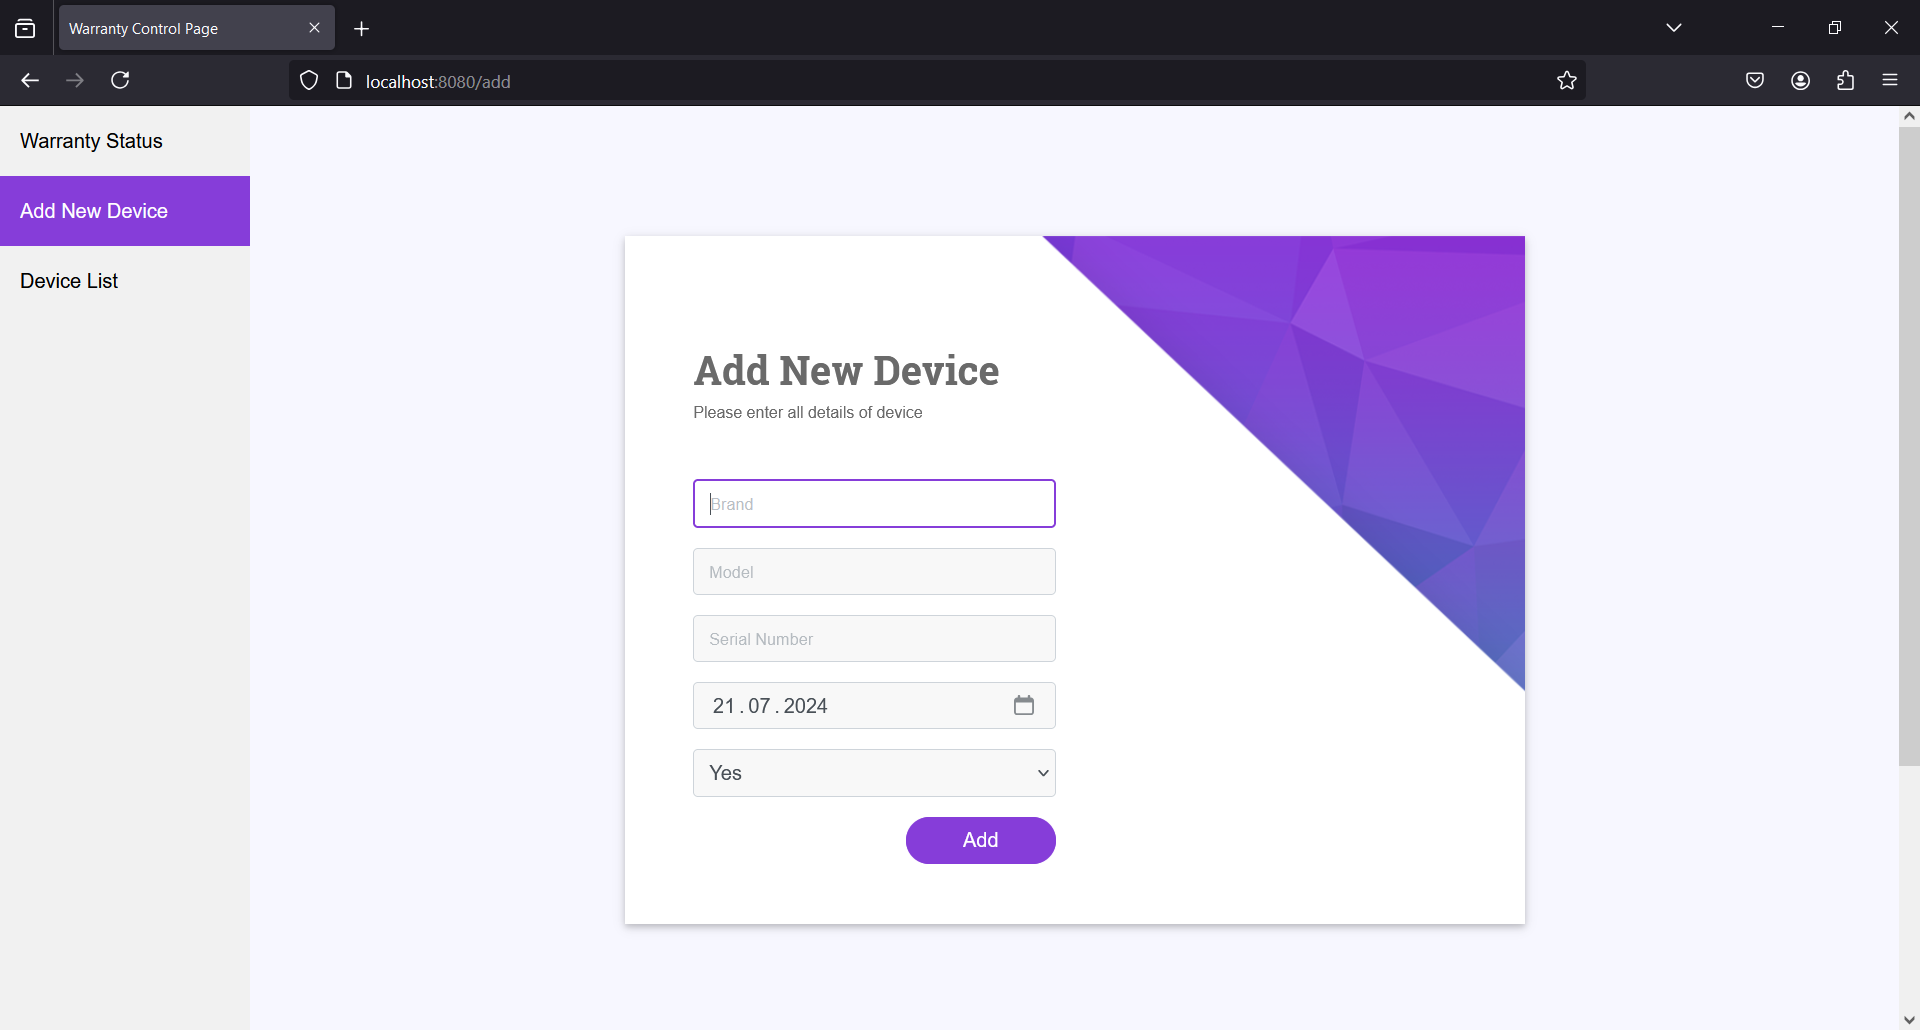 Warranty Control Page
localhost:8080/add
Warranty Status
Add New Device
Device List
Add New Device
Please enter all details of device
Brand
Model
Serial Number
21.07.2024
Yes
Add